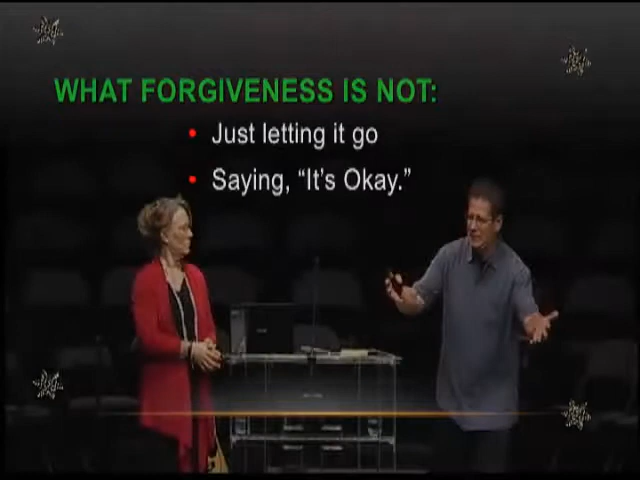 WHAT FORGIVENESS IS NOT:
• Just letting it go
• Saying, “It’s Okay.”